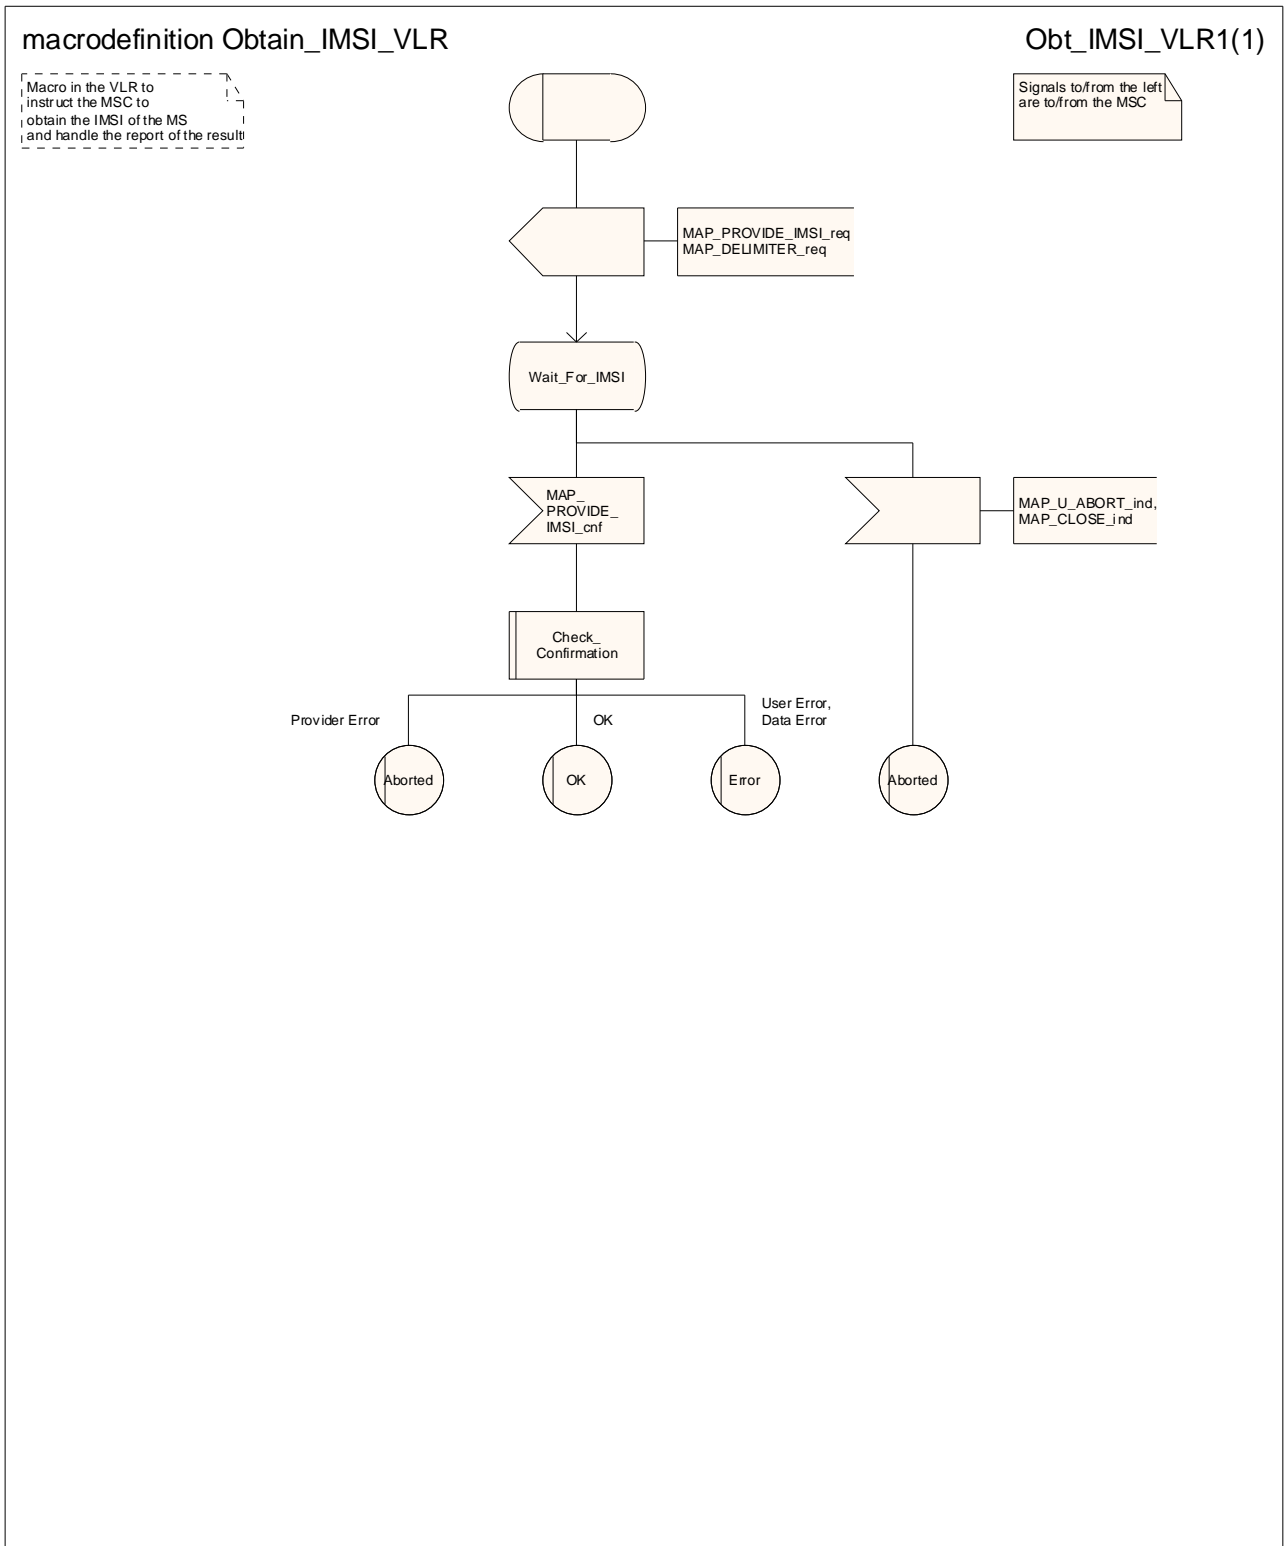 macrodefinition Obtain_IMSI_VLR
Obt_IMSI_VLR1(1)
Macro in the VLR to
instruct the MSC to
obtain the IMSI of the MS
and handle the report of the result
Signals to/from the left
are to/from the MSC
MAP_PROVIDE_IMSI_req
MAP_DELIMITER_req
Wait_For_IMSI
MAP_
PROVIDE_
IMSI_cnf
MAP_U_ABORT_ind,
MAP_CLOSE_ind
Check_
Confirmation
Provider Error
OK
User Error,
Data Error
Aborted
OK
Error
Aborted